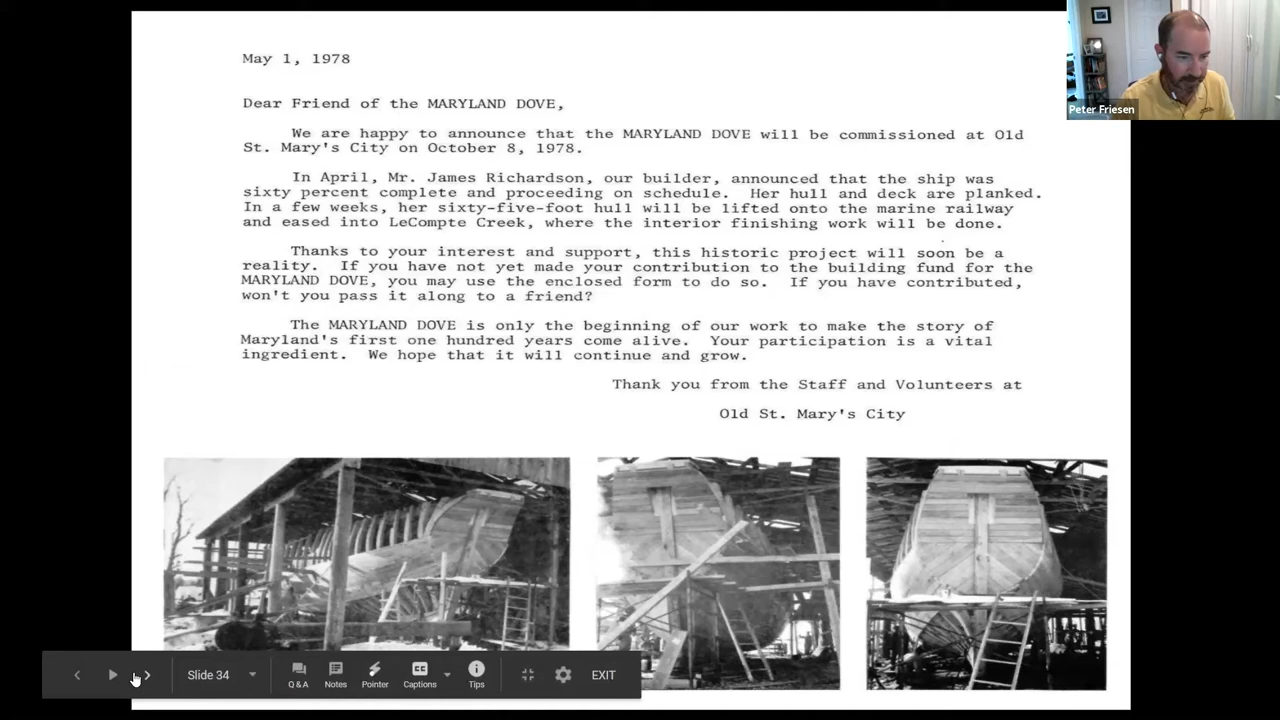 May 1, 1978
Dear Friend of the MARYLAND DOVE,
We are happy to announce that the MARYLAND DOVE will be commissioned at Old
St. Mary's City on October 8, 1978.
In April, Mr. James Richardson, our builder, announced that the ship was
sixty percent complete and proceeding on schedule. Her hull and deck are planked.
In a few weeks, her sixty-five-foot hull will be lifted onto the marine railway
and eased into LeCompte Creek, where the interior finishing work will be done.
Thanks to your interest and support, this historic project will soon be a
reality. If you have not yet made your contribution to the building fund for the
MARYLAND DOVE, you may use the enclosed form to do so. If you have contributed,
won't you pass it along to a friend?
The MARYLAND DOVE is only the beginning of our work to make the story of
Maryland's first one hundred years come alive. Your participation is a vital
ingredient. We hope that it will continue and grow.
Thank you from the Staff and Volunteers at
Old St. Mary's City
Peter Friesen
Slide 34
Q & A
Notes
Pointer
Captions
Tips
EXIT